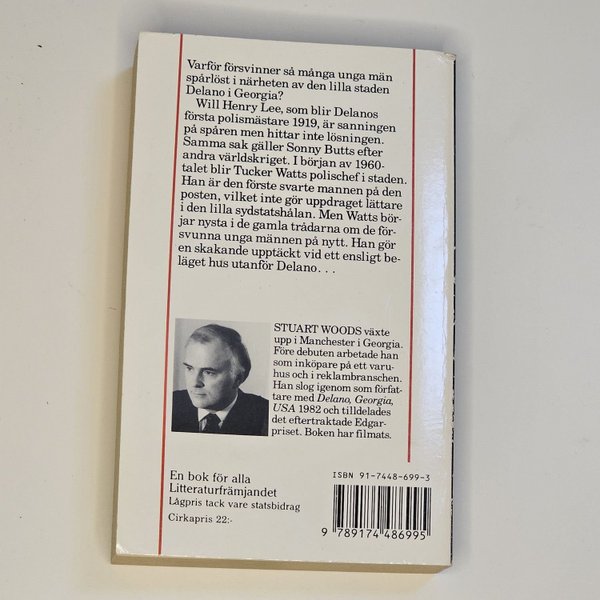 Varför försvinner så många unga män
spårlöst i närheten av den lilla staden
Delano i Georgia?
Will Henry Lee, som blir Delanos
första polismästare 1919, är sanningen
på spåren men hittar inte lösningen.
Samma sak gäller Sonny Butts efter
andra världskriget. I början av 1960-
talet blir Tucker Watts polischef i staden.
Han är den förste svarte mannen på den
posten, vilket inte gör uppdraget lättare
i den lilla sydstatshålan. Men Watts bör-
jar nysta i de gamla trådarna om de för-
svunna unga männen på nytt. Han gör
en skakande upptäckt vid ett ensligt be-
läget hus utanför Delano. . .
STUART WOODS växte
upp i Manchester i Georgia.
Före debuten arbetade han
som inköpare på ett varu-
hus och i reklambranschen.
Han slog igenom som förfat-
tare med Delano, Georgia,
USA 1982 och tilldelades
det eftertraktade Edgar-
priset. Boken har filmats.
En bok för alla
Litteraturfrämjandet
Lågpris tack vare statsbidrag
Cirkapris 22:-
ISBN 91-7448-699-3
9 789174 486995